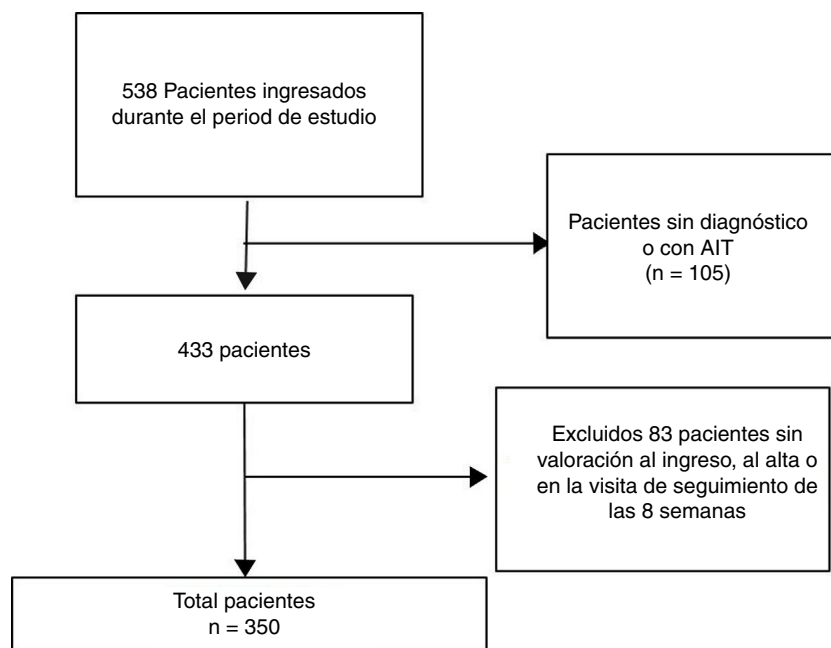 538 Pacientes ingresados
durante el period de estudio
Pacientes sin diagnóstico
o con AIT
(n = 105)
433 pacientes
Excluidos 83 pacientes sin
valoración al ingreso, al alta o
en la visita de seguimiento de
las 8 semanas
Total pacientes
n = 350